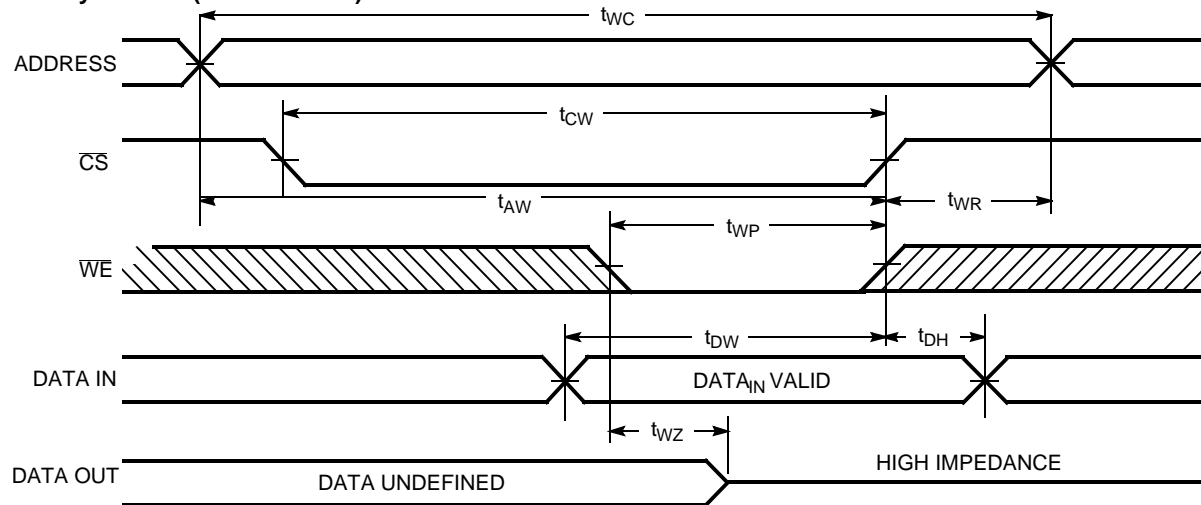 tWC
ADDRESS
tCW
CS
tAW
tWR
tWP
WE
tDW
tDH
DATA IN
DATAIN VALID
tWZ
DATA OUT
DATA UNDEFINED
HIGH IMPEDANCE